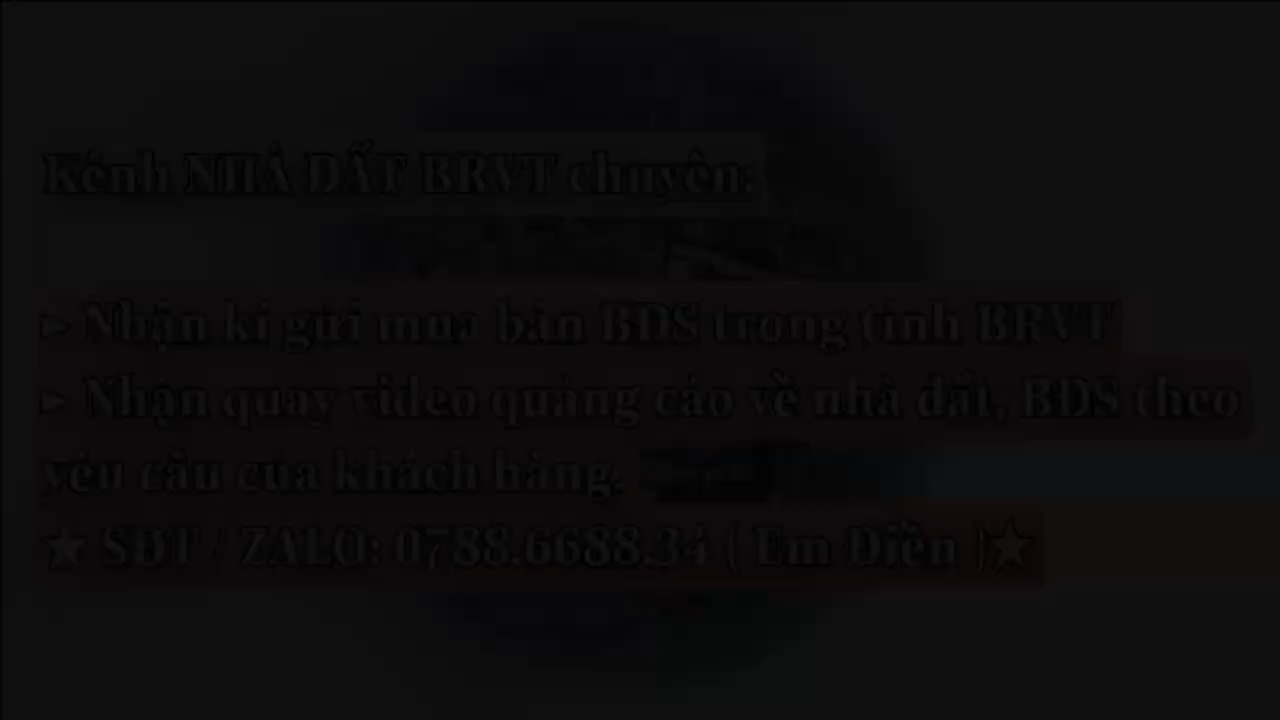 Kênh NHÀ ĐẤT BRVT chuyên:
► Nhận kí gửi mua bán BĐS trong tỉnh BRVT
► Nhận quay video quảng cáo về nhà đất, BĐS theo
yêu cầu của khách hàng.
★ SĐT / ZALO: 0788.6688.34 ( Em Điền )★